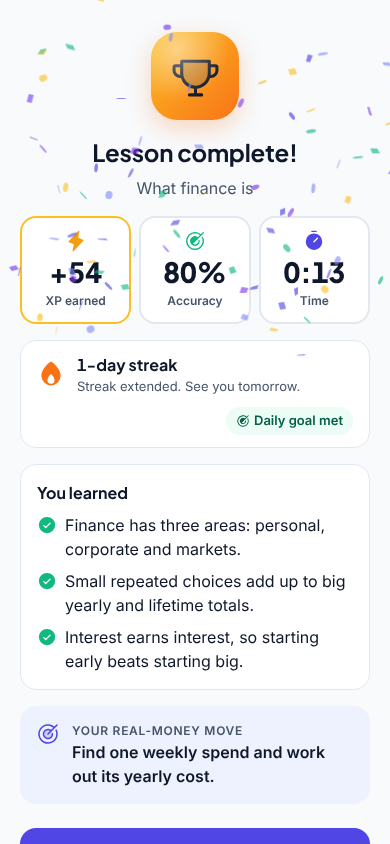 Lesson complete!
What finance is
+54
XP earned
80%
Accuracy
0:13
Time
1-day streak
Streak extended. See you tomorrow.
Daily goal met
You learned
Finance has three areas: personal,
corporate and markets.
Small repeated choices add up to big
yearly and lifetime totals.
Interest earns interest, so starting
early beats starting big.
YOUR REAL-MONEY MOVE
Find one weekly spend and work
out its yearly cost.